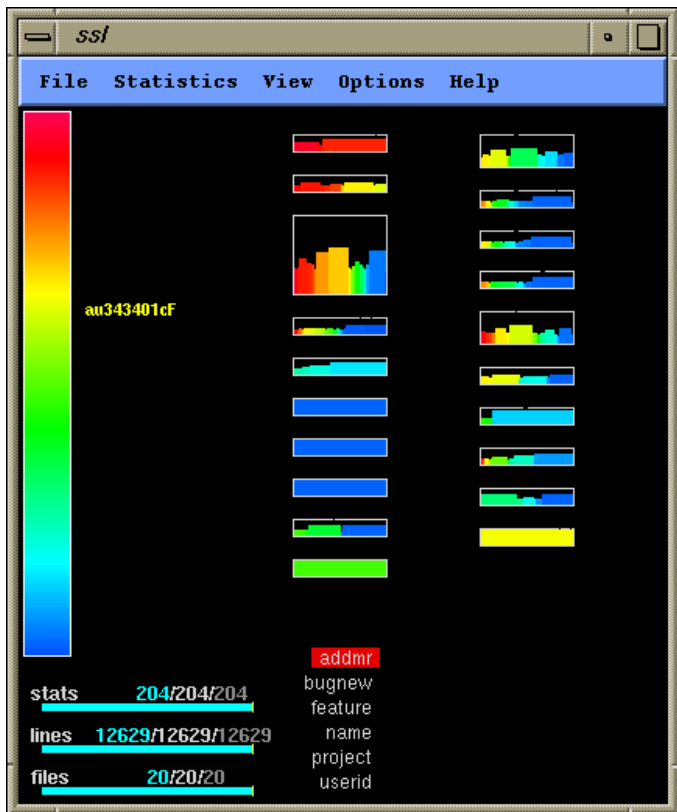 ssl
File Statistics View Options Help
au343401cF
addmr
bugnew
feature
name
project
userid
stats 204/204/204
lines 12629/12629/12629
files 20/20/20